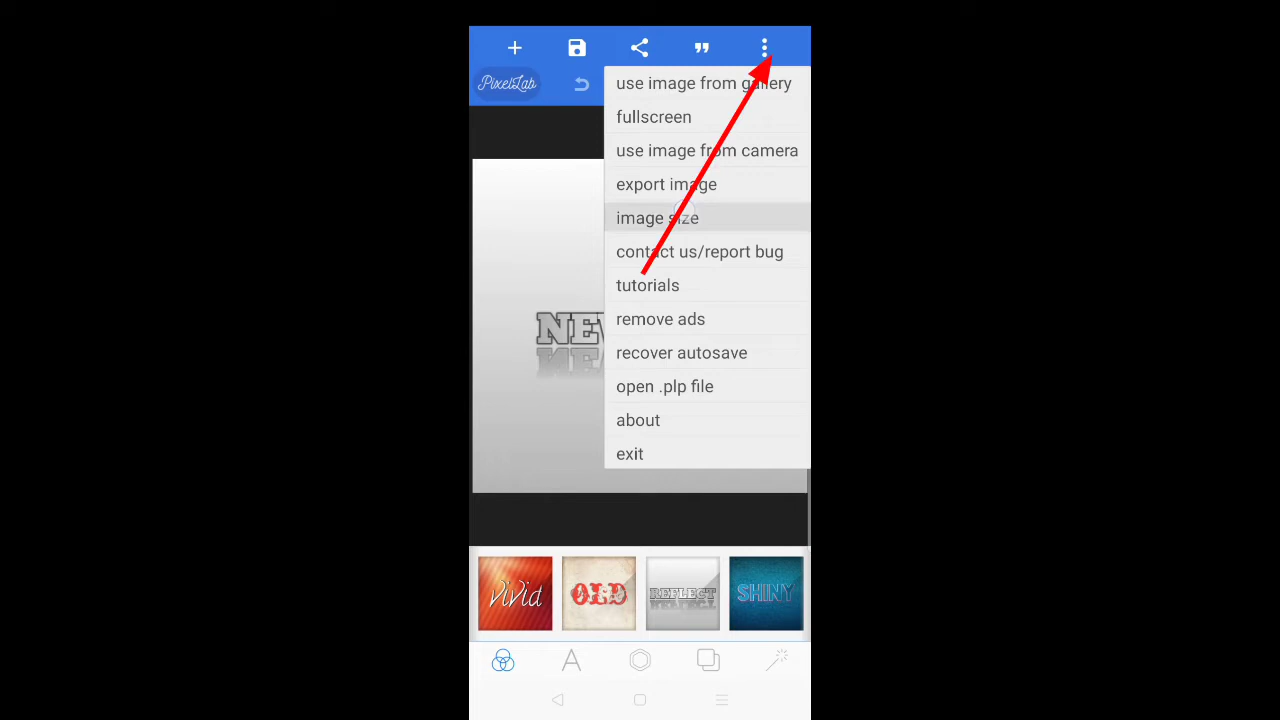 PixelLab
use image from gallery
fullscreen
use image from camera
export image
image size
contact us/report bug
tutorials
remove ads
recover autosave
open .plp file
about
exit
NE
ViVid
OLD
REFLECT
SHINY
A